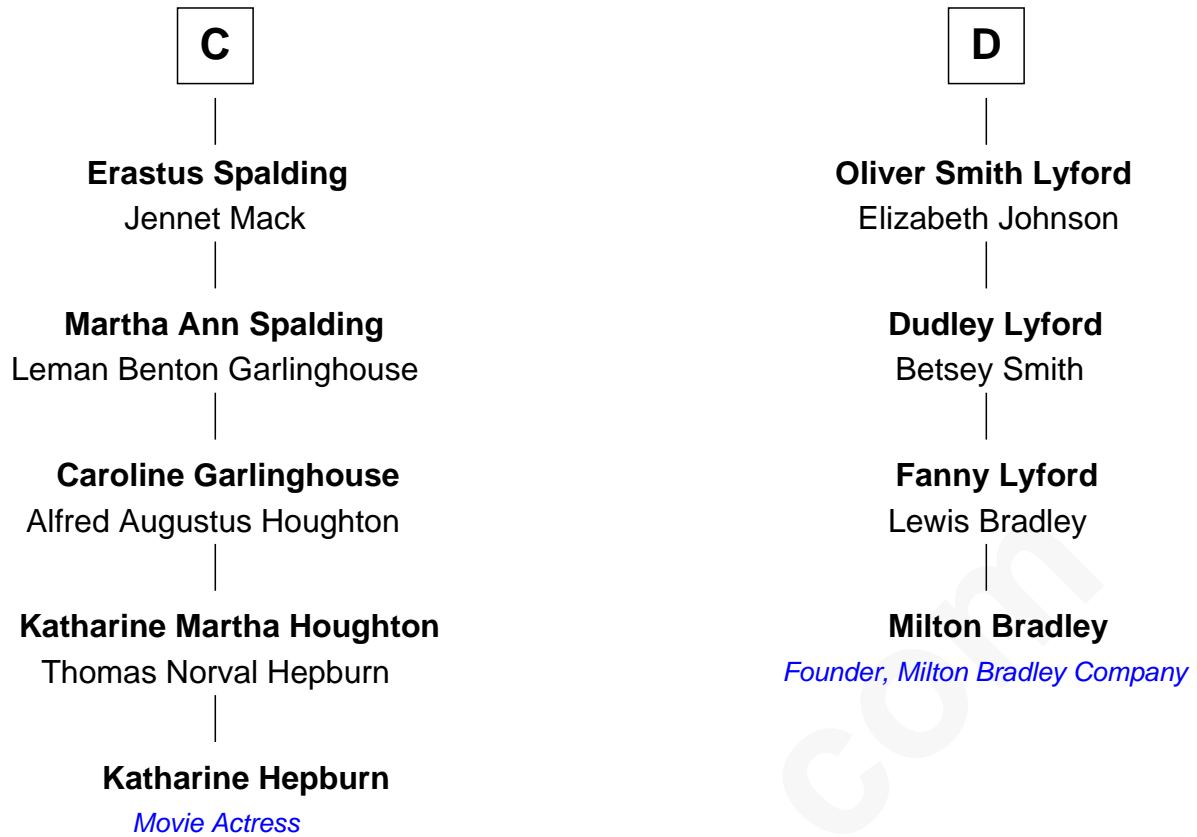 C
Erastus Spalding
Jennet Mack
Martha Ann Spalding
Leman Benton Garlinghouse
Caroline Garlinghouse
Alfred Augustus Houghton
Katharine Martha Houghton
Thomas Norval Hepburn
Katharine Hepburn
Movie Actress
D
Oliver Smith Lyford
Elizabeth Johnson
Dudley Lyford
Betsey Smith
Fanny Lyford
Lewis Bradley
Milton Bradley
Founder, Milton Bradley Company
com